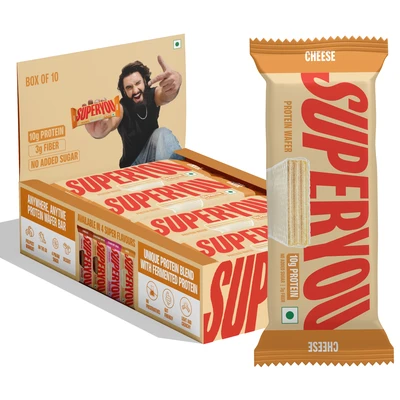 BOX OF 10
SUPERYOU
10g PROTEIN
3g FIBER
NO ADDED SUGAR
SUPERYOU
SUPERYOU
SUPERYOU
ANYWHERE, ANYTIME
PROTEIN WAFER BAR
AVAILABLE IN 4 SUPER FLAVOURS
UNIQUE PROTEIN BLEND
WITH FERMENTED PROTEIN
SUPERYOU
CHEESE
PROTEIN WAFER
SUPERYOU
10g PROTEIN
CHEESE